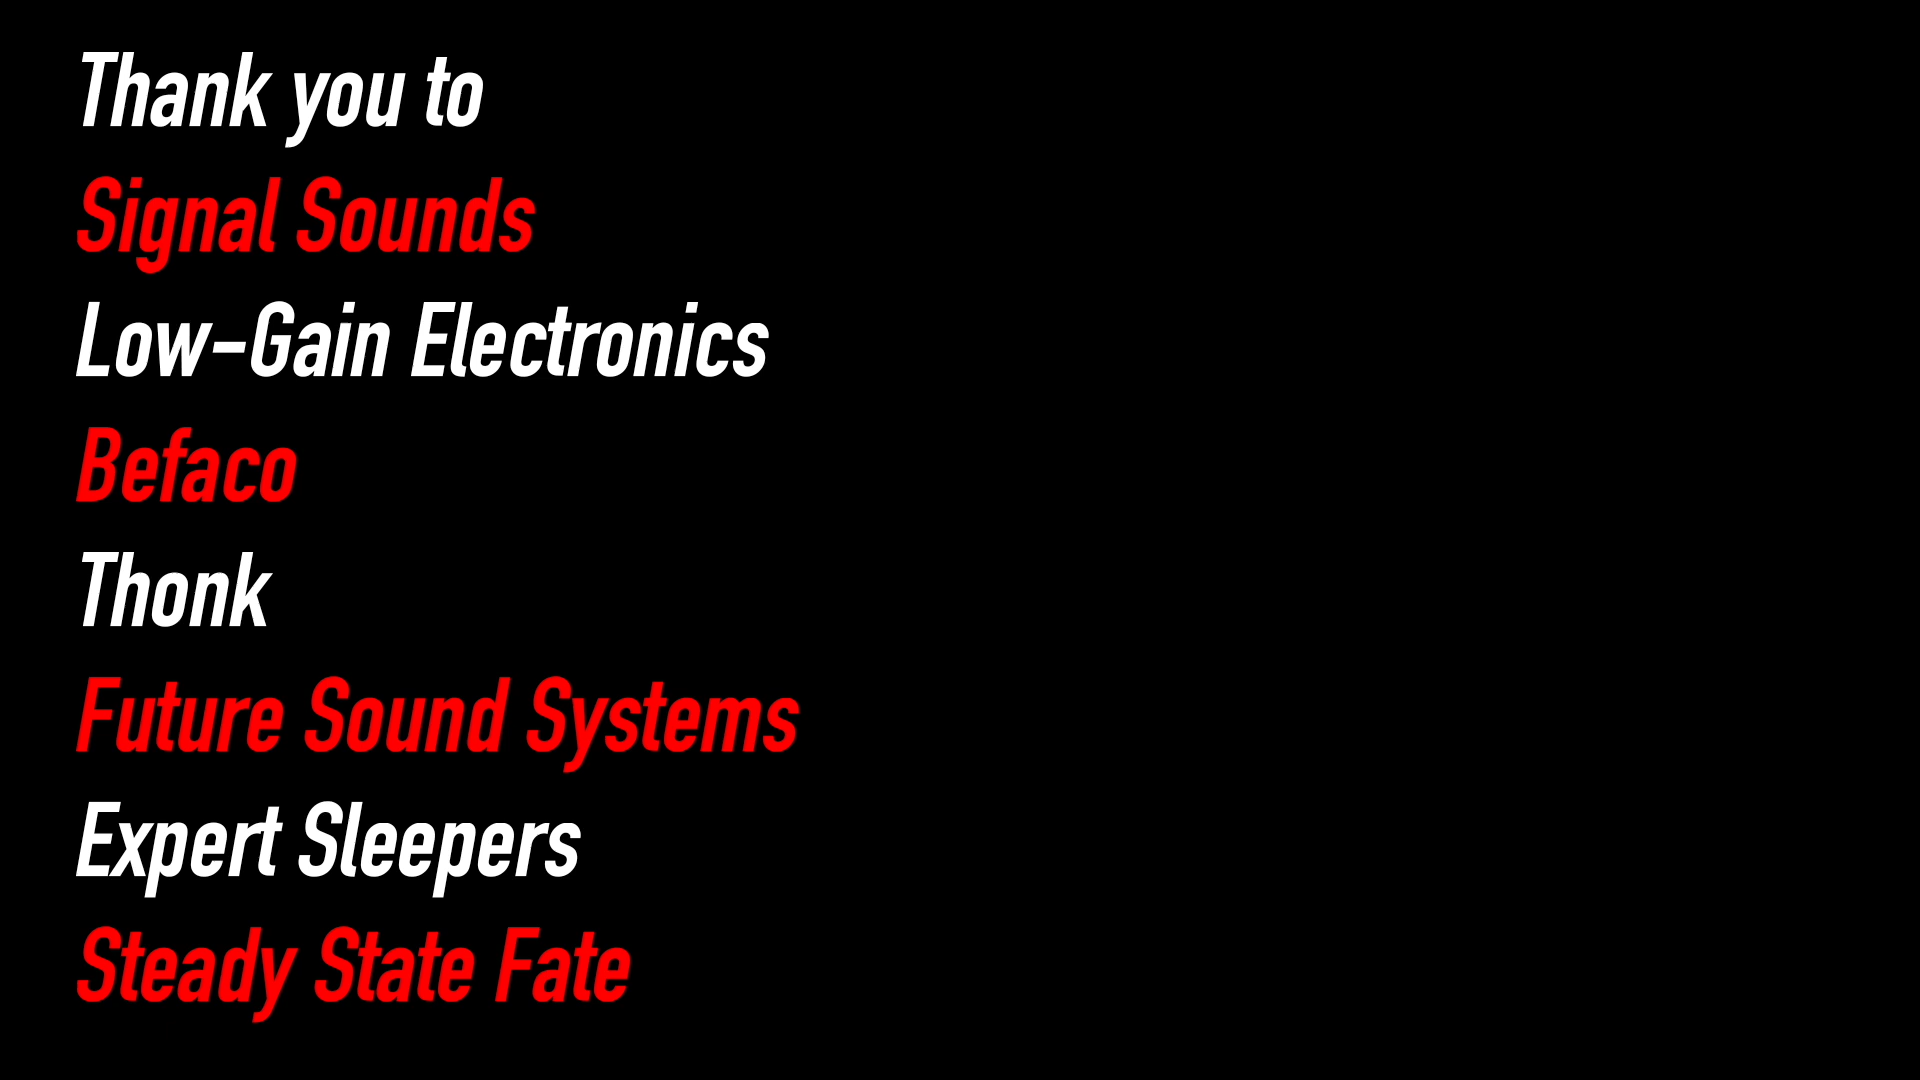 Thank you to
Signal Sounds
Low-Gain Electronics
Befaco
Thonk
Future Sound Systems
Expert Sleepers
Steady State Fate